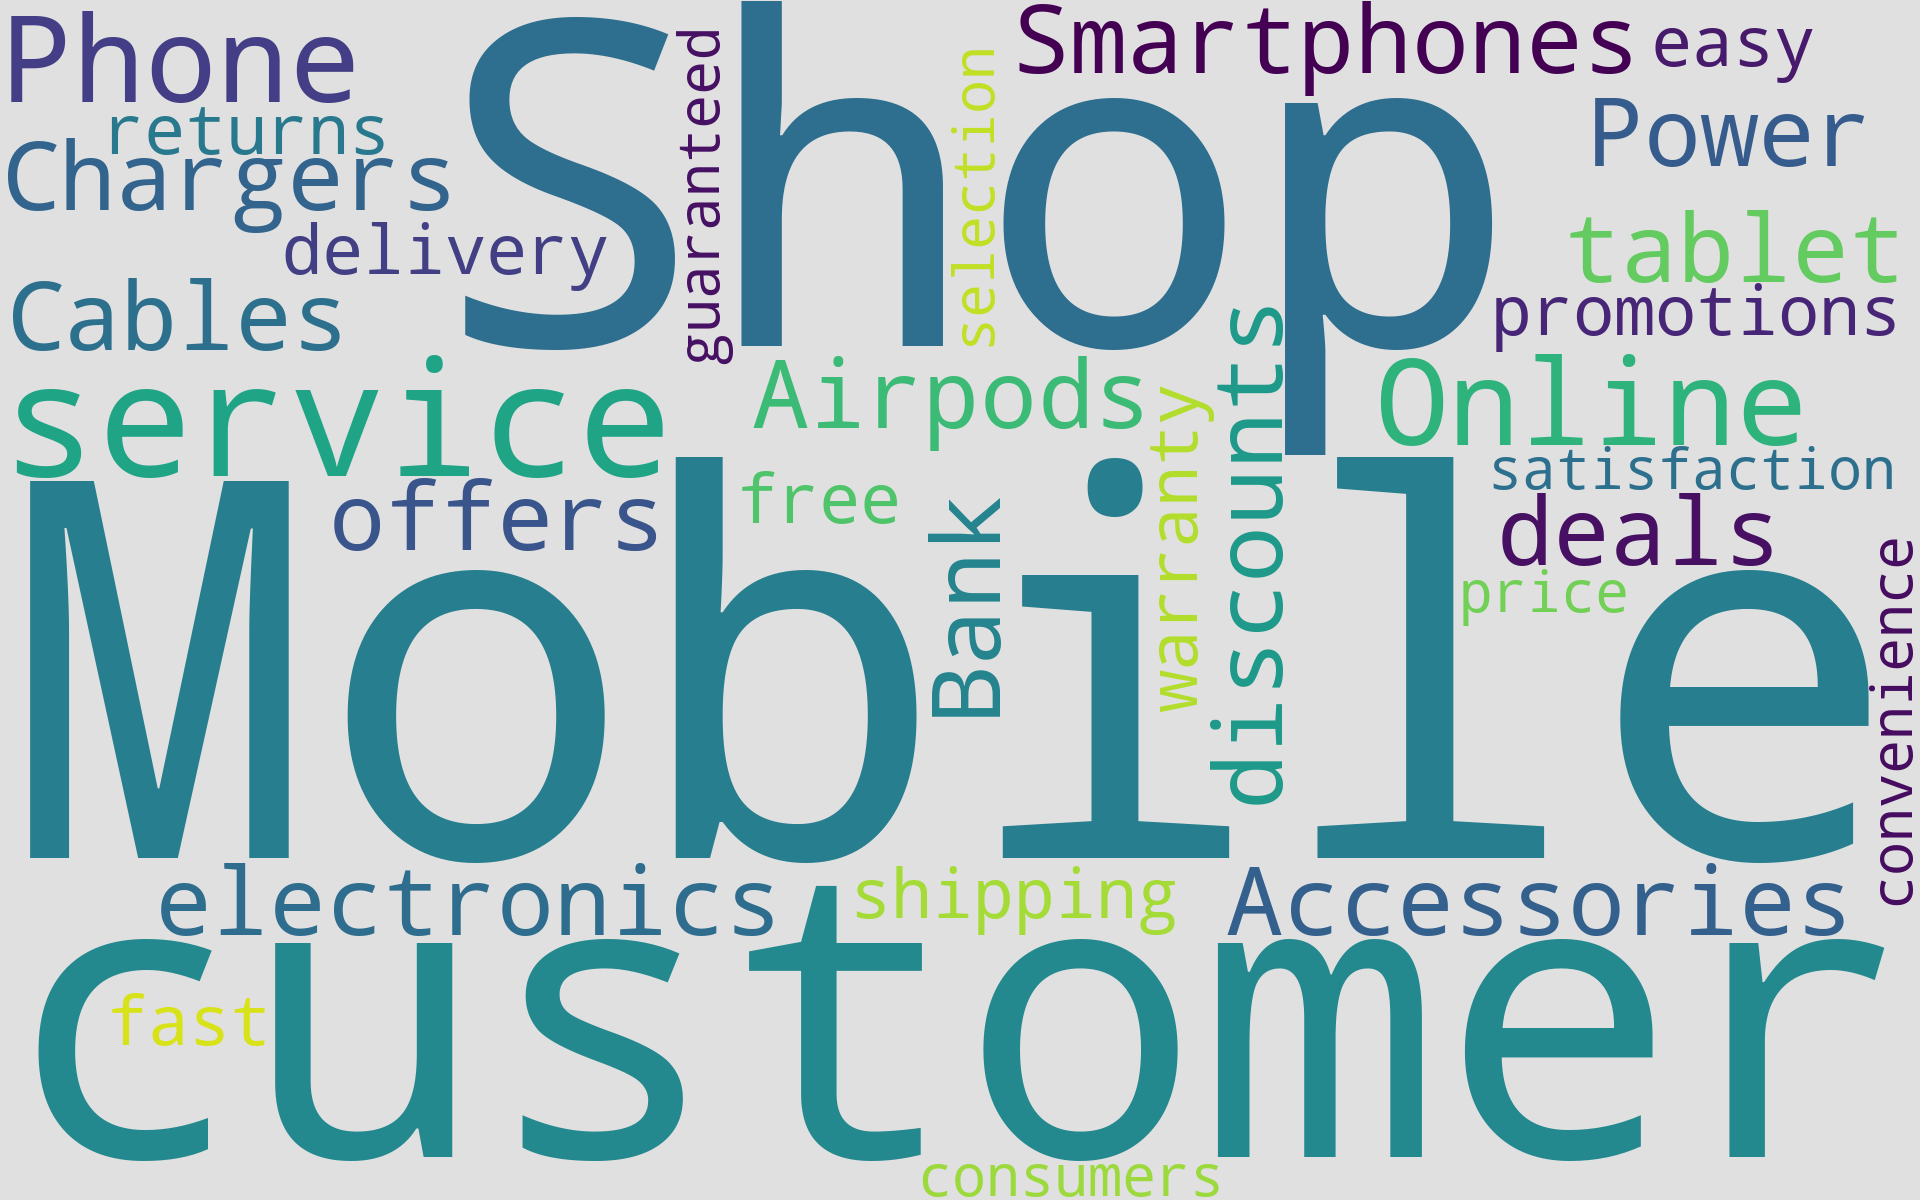 Phone
Shop
guaranteed
selection
Smartphones
easy
returns
Chargers
Power
delivery
tablet
Cables
promotions
service
Airpods
warranty
discounts
Online
satisfaction
offers
free
Bank
deals
price
Mobile
convenience
electronics
shipping
Accessories
customer
fast
consumers